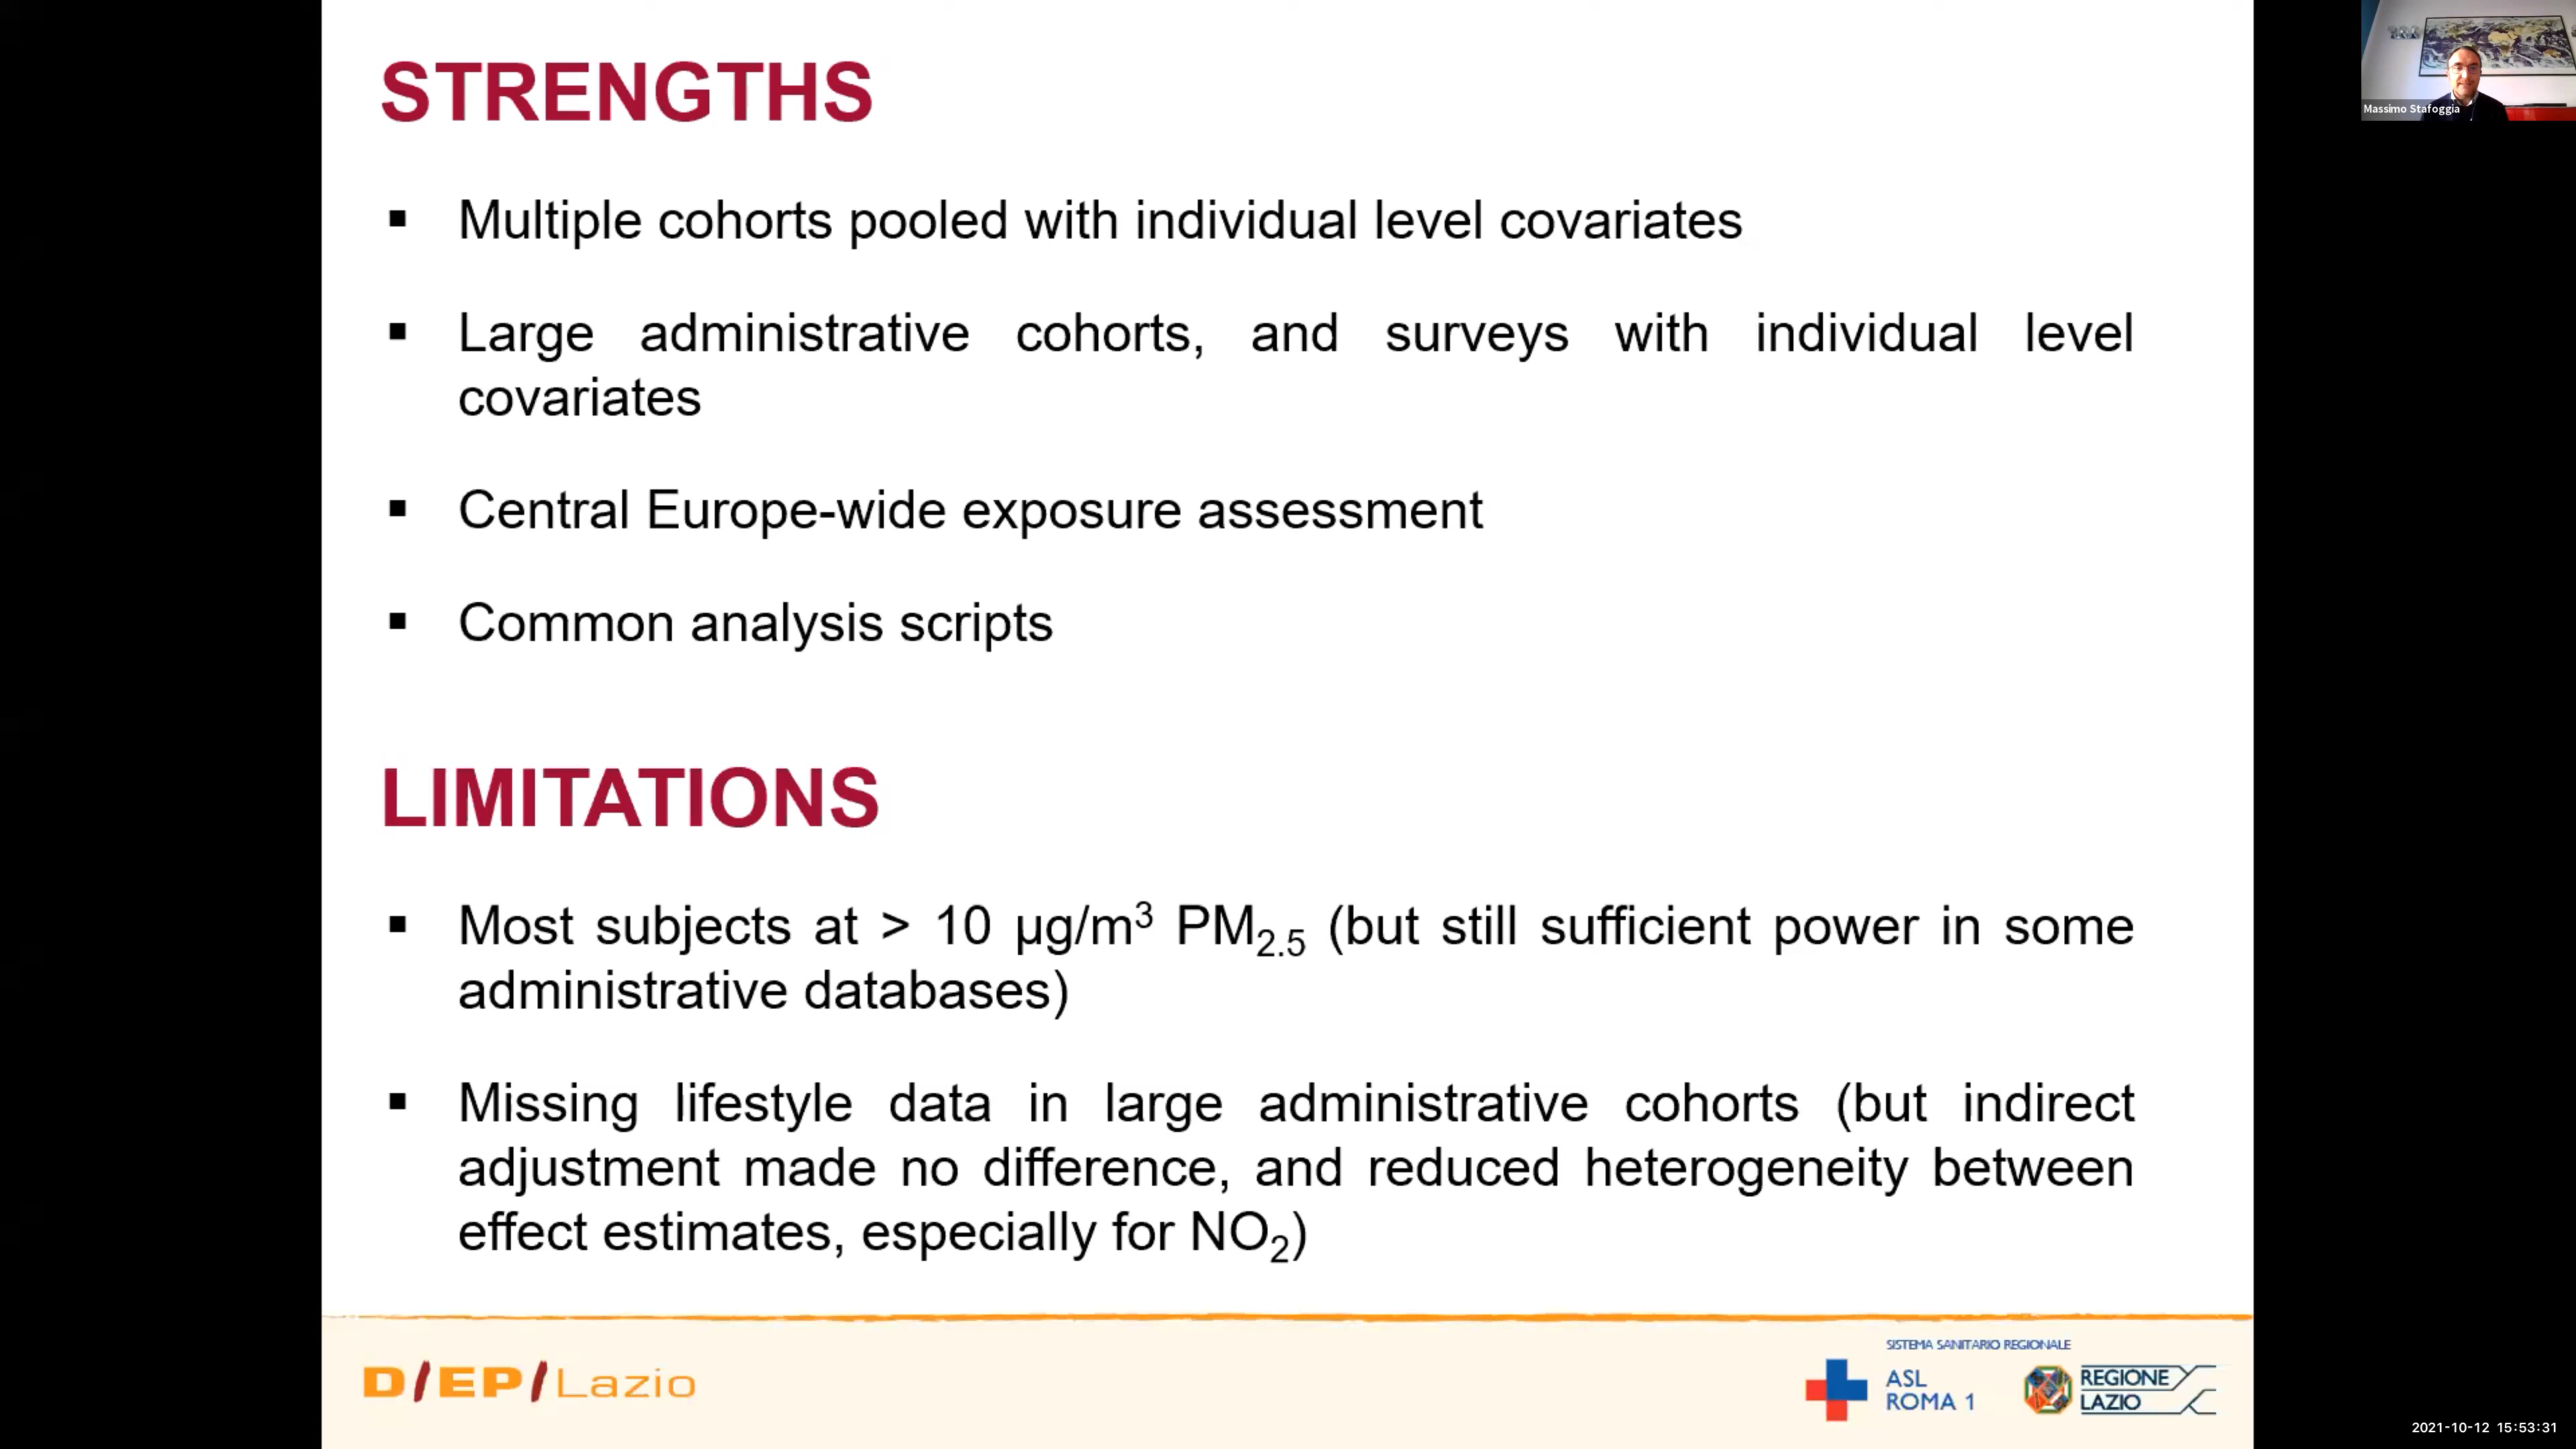 STRENGTHS
▪ Multiple cohorts pooled with individual level covariates
▪ Large administrative cohorts, and surveys with individual level
covariates
▪ Central Europe-wide exposure assessment
▪ Common analysis scripts
LIMITATIONS
▪ Most subjects at > 10 µg/m³ PM₂.₅ (but still sufficient power in some
administrative databases)
▪ Missing lifestyle data in large administrative cohorts (but indirect
adjustment made no difference, and reduced heterogeneity between
effect estimates, especially for NO₂)
D/EP/Lazio
SISTEMA SANITARIO REGIONALE
ASL
ROMA 1
REGIONE
LAZIO
Massimo Stafoggia
2021-10-12 15:53:31